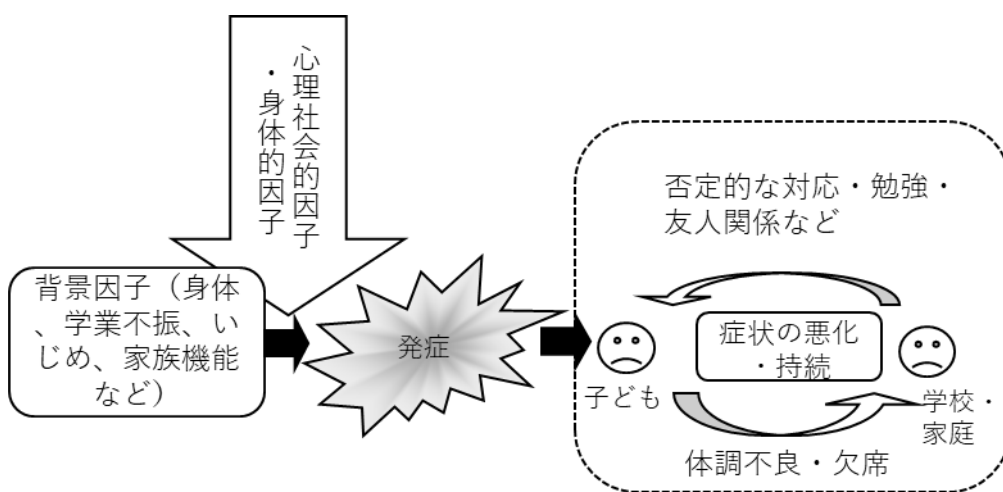 心理社会的因子
・身体的因子
背景因子（身体
、学業不振、い
じめ、家族機能
など）
発症
否定的な対応・勉強・
友人関係など
症状の悪化
・持続
子ども
学校・
家庭
体調不良・欠席